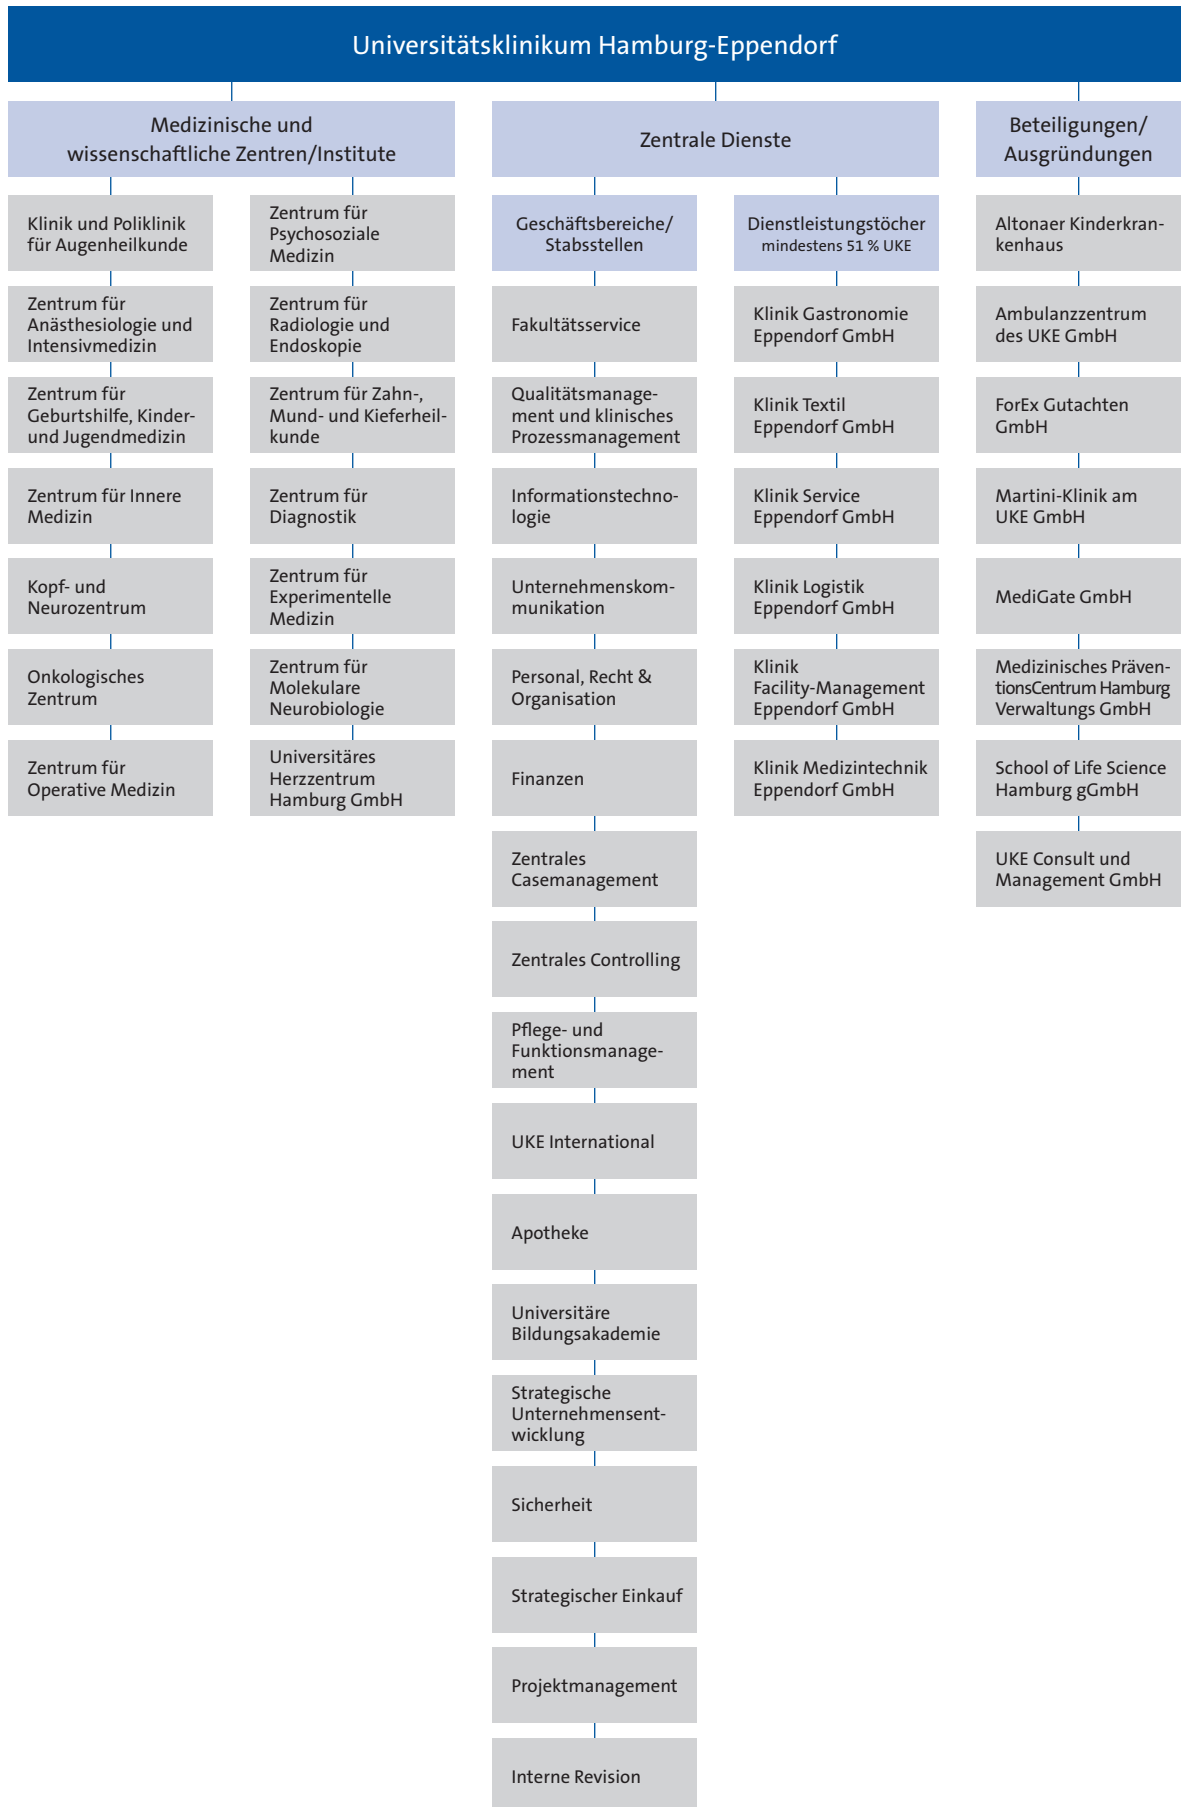 Universitätsklinikum Hamburg-Eppendorf
Medizinische und
wissenschaftliche Zentren/Institute
Klinik und Poliklinik
für Augenheilkunde
Zentrum für
Anästhesiologie und
Intensivmedizin
Zentrum für
Geburtshilfe, Kinder-
und Jugendmedizin
Zentrum für Innere
Medizin
Kopf- und
Neurozentrum
Onkologisches
Zentrum
Zentrum für
Operative Medizin
Zentrum für
Psychosoziale
Medizin
Zentrum für
Radiologie und
Endoskopie
Zentrum für Zahn-,
Mund- und Kieferheil-
kunde
Zentrum für
Diagnostik
Zentrum für
Experimentelle
Medizin
Zentrum für
Molekulare
Neurobiologie
Universitäres
Herzzentrum
Hamburg GmbH
Zentrale Dienste
Geschäftsbereiche/
Stabsstellen
Fakultätsservice
Qualitätsmanage-
ment und klinisches
Prozessmanagement
Informationstechno-
logie
Unternehmenskom-
munikation
Personal, Recht &
Organisation
Finanzen
Zentrales
Casemanagement
Zentrales Controlling
Pflege- und
Funktionsmanage-
ment
UKE International
Apotheke
Universitäre
Bildungsakademie
Strategische
Unternehmensent-
wicklung
Sicherheit
Strategischer Einkauf
Projektmanagement
Interne Revision
Dienstleistungstöcher
mindestens 51 % UKE
Klinik Gastronomie
Eppendorf GmbH
Klinik Textil
Eppendorf GmbH
Klinik Service
Eppendorf GmbH
Klinik Logistik
Eppendorf GmbH
Klinik
Facility-Management
Eppendorf GmbH
Klinik Medizintechnik
Eppendorf GmbH
Beteiligungen/
Ausgründungen
Altonaer Kinderkran-
kenhaus
Ambulanzzentrum
des UKE GmbH
ForEx Gutachten
GmbH
Martini-Klinik am
UKE GmbH
MediGate GmbH
Medizinisches Präven-
tionsCentrum Hamburg
Verwaltungs GmbH
School of Life Science
Hamburg gGmbH
UKE Consult und
Management GmbH